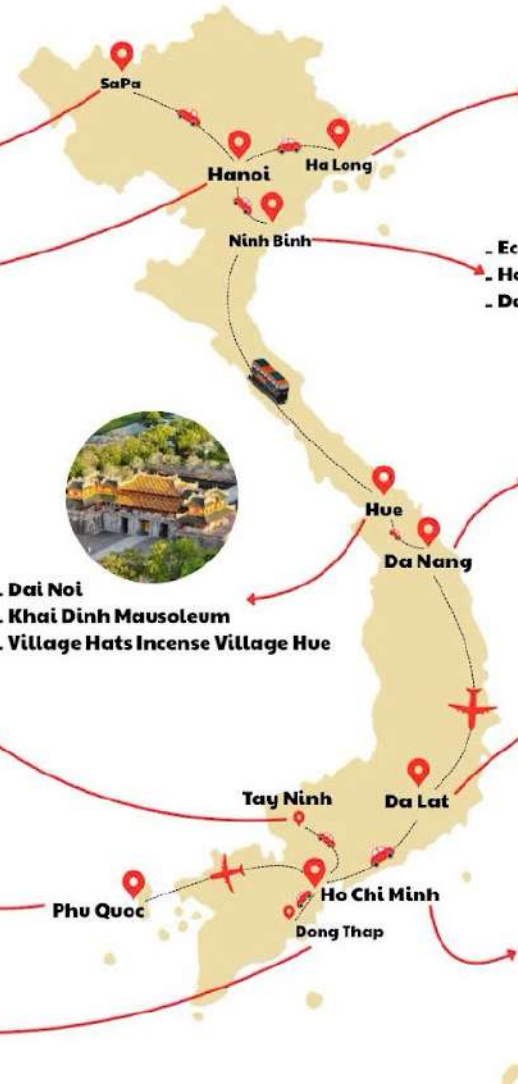 SaPa
Hanoi
Ha Long
Ninh Binh
Hue
Da Nang
. Dai Noi
. Khai Dinh Mausoleum
. Village Hats Incense Village Hue
Tay Ninh
Da Lat
Ho Chi Minh
Phu Quoc
Dong Thap